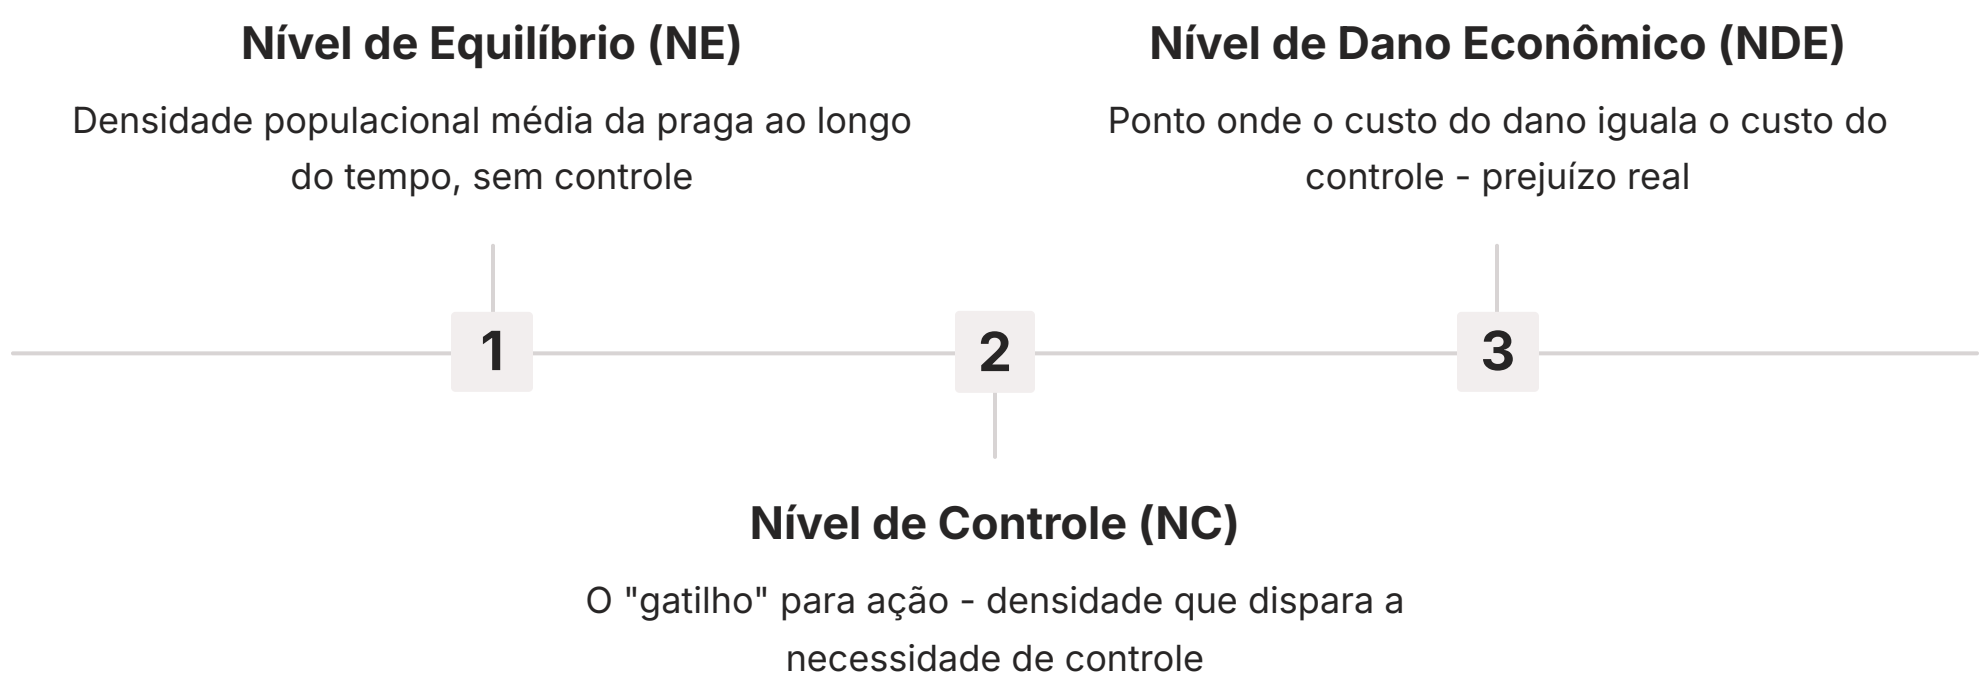 Nível de Equilíbrio (NE)
Densidade populacional média da praga ao longo
do tempo, sem controle
Nível de Dano Econômico (NDE)
Ponto onde o custo do dano iguala o custo do
controle - prejuízo real
1
2
3
Nível de Controle (NC)
O "gatilho" para ação - densidade que dispara a
necessidade de controle